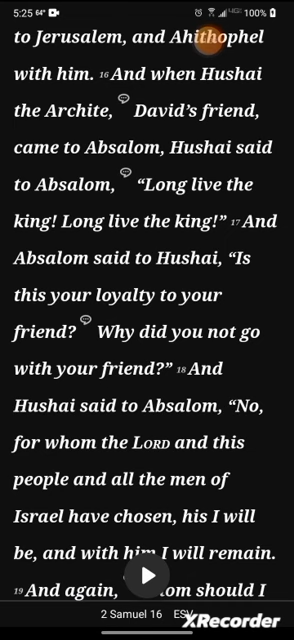 5:25 64° 100%
to Jerusalem, and Ahithophel
with him. 16 And when Hushai
the Archite, David's friend,
came to Absalom, Hushai said
to Absalom, “Long live the
king! Long live the king!” 17 And
Absalom said to Hushai, “Is
this your loyalty to your
friend? Why did you not go
with your friend?” 18 And
Hushai said to Absalom, “No,
for whom the LORD and this
people and all the men of
Israel have chosen, his I will
be, and with him I will remain.
19 And again, should I
2 Samuel 16 ESV
XRecorder